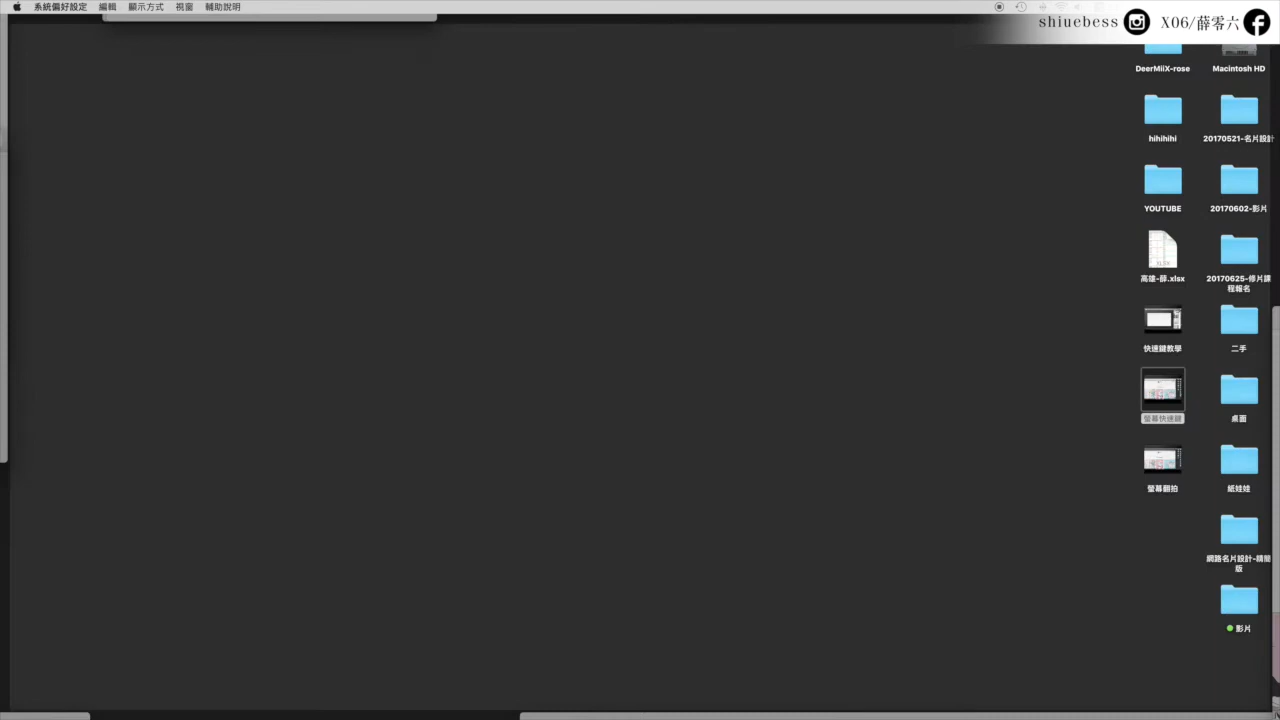 系統偏好設定 編輯 顯示方式 視窗 輔助說明
shiuebess X06/薛零六
DeerMiiX-rose
Macintosh HD
hihihihi
20170521-名片設計
YOUTUBE
20170602-影片
XLSX
高雄-薛.xlsx
20170625-修片課
程報名
快速鍵教學
二手
螢幕快速鍵
桌面
螢幕翻拍
紙娃娃
網路名片設計-精簡
版
影片